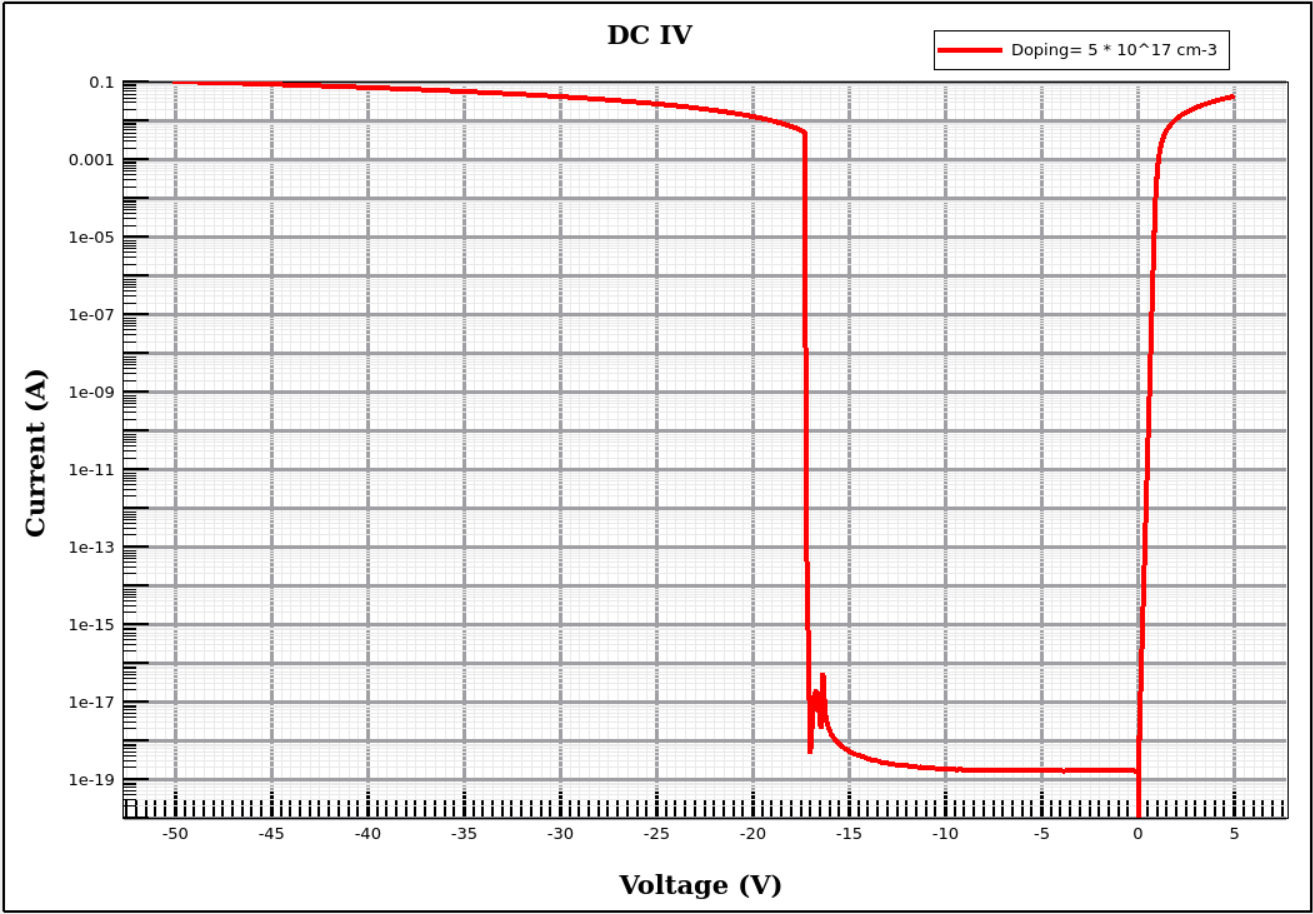 DC IV
Doping= 5 * 10^17 cm-3
0.1
0.001
1e-05
1e-07
1e-09
1e-11
1e-13
1e-15
1e-17
1e-19
Current (A)
-50 -45 -40 -35 -30 -25 -20 -15 -10 -5 0 5
Voltage (V)